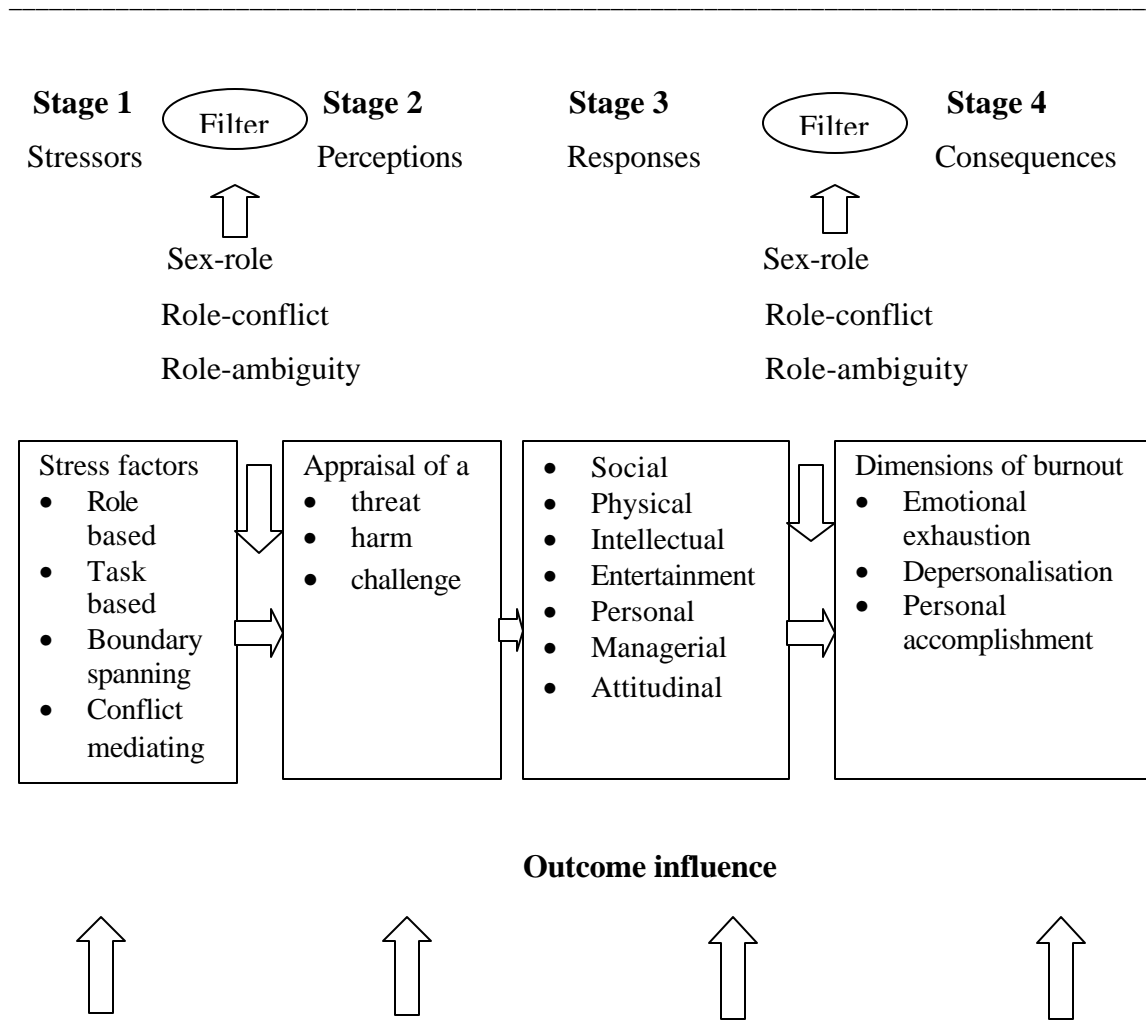 Stage 1
Filter
Stage 2
Stage 3
Filter
Stage 4
Stressors
Perceptions
Responses
Consequences
Sex-role
Role-conflict
Role-ambiguity
Sex-role
Role-conflict
Role-ambiguity
Stress factors
• Role
based
• Task
based
• Boundary
spanning
• Conflict
mediating
Appraisal of a
• threat
• harm
• challenge
• Social
• Physical
• Intellectual
• Entertainment
• Personal
• Managerial
• Attitudinal
Dimensions of burnout
• Emotional
exhaustion
• Depersonalisation
• Personal
accomplishment
Outcome influence